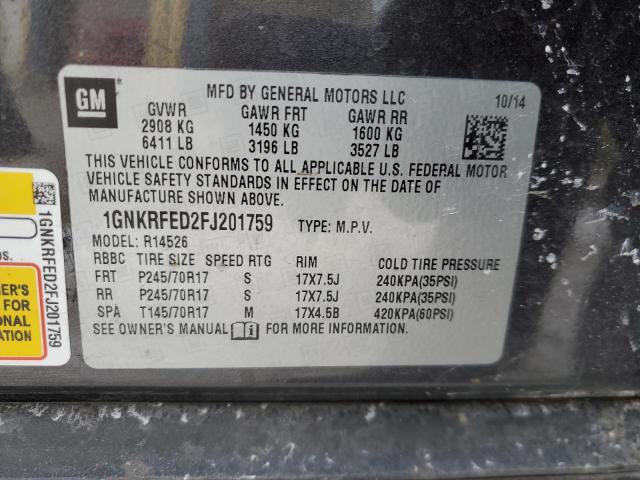 GM
MFD BY GENERAL MOTORS LLC
10/14
GVWR GAWR FRT GAWR RR
2908 KG 1450 KG 1600 KG
6411 LB 3196 LB 3527 LB
THIS VEHICLE CONFORMS TO ALL APPLICABLE U.S. FEDERAL MOTOR
VEHICLE SAFETY STANDARDS IN EFFECT ON THE DATE OF
MANUFACTURE SHOWN ABOVE.
1GNKRFED2FJ201759 TYPE: M.P.V.
MODEL: R14526
RBBC TIRE SIZE SPEED RTG RIM COLD TIRE PRESSURE
FRT P245/70R17 S 17X7.5J 240KPA(35PSI)
RR P245/70R17 S 17X7.5J 240KPA(35PSI)
SPA T145/70R17 M 17X4.5B 420KPA(60PSI)
SEE OWNER'S MANUAL FOR MORE INFORMATION
1GNKRFED2FJ201759
FOR